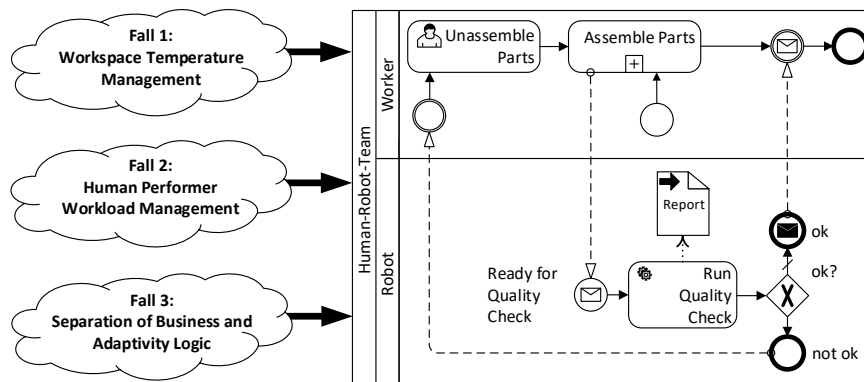 Fall 1:
Workspace Temperature
Management
Fall 2:
Human Performer
Workload Management
Fall 3:
Separation of Business and
Adaptivity Logic
Human-Robot-Team
Worker
Unassemble
Parts
Assemble Parts
Robot
Report
Ready for
Quality
Check
Run
Quality
Check
ok
ok?
not ok